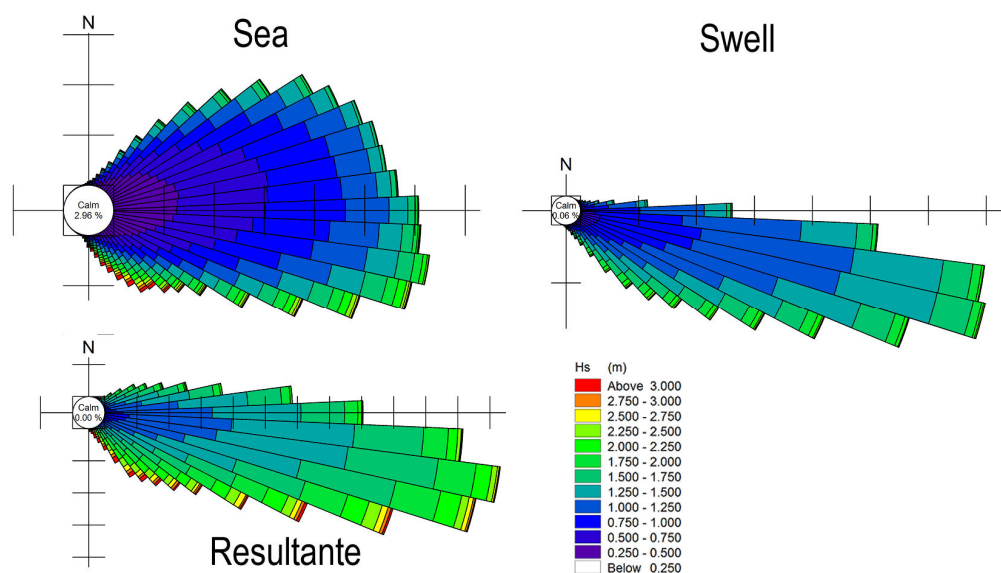 Sea
Swell
N
Calm
2.96 %
N
Calm
0.06 %
N
Calm
0.00 %
Resultante
Hs (m)
Above 3.000
2.750 - 3.000
2.500 - 2.750
2.250 - 2.500
2.000 - 2.250
1.750 - 2.000
1.500 - 1.750
1.250 - 1.500
1.000 - 1.250
0.750 - 1.000
0.500 - 0.750
0.250 - 0.500
Below 0.250